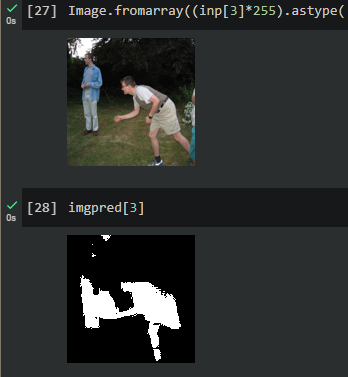 [27] Image.fromarray((inp[3]*255).astype(
0s
[28] imgpred[3]
0s